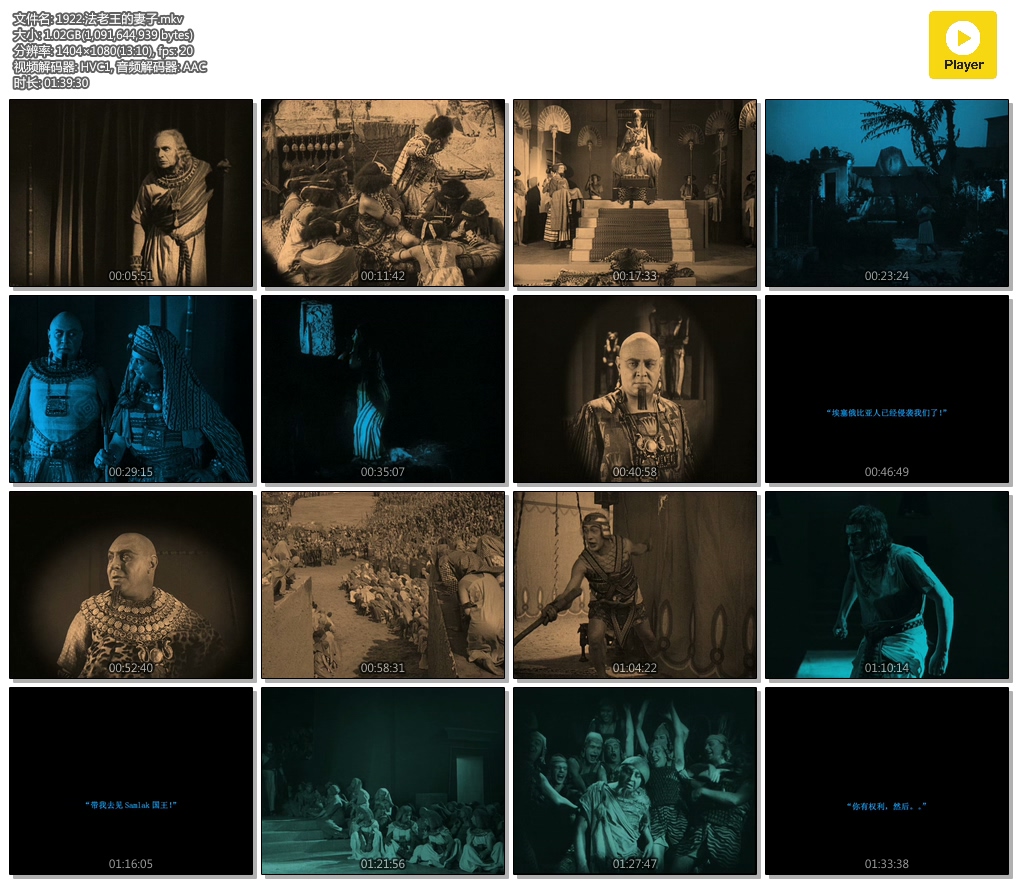 文件名: 1922.法老王的妻子.mkv
大小: 1.02GB(1,091,644,939 bytes)
分辨率: 1404×1080(13:10), fps: 20
视频解码器: HVC1, 音频解码器: AAC
时长: 01:39:30
Player
00:05:51
00:11:42
00:17:33
00:23:24
00:29:15
00:35:07
00:40:58
“埃塞俄比亚人已经侵袭我们了!”
00:46:49
00:52:40
00:58:31
01:04:22
01:10:14
“带我去见 Samlak 国王!”
01:16:05
01:21:56
01:27:47
“你有权利，然后。。”
01:33:38